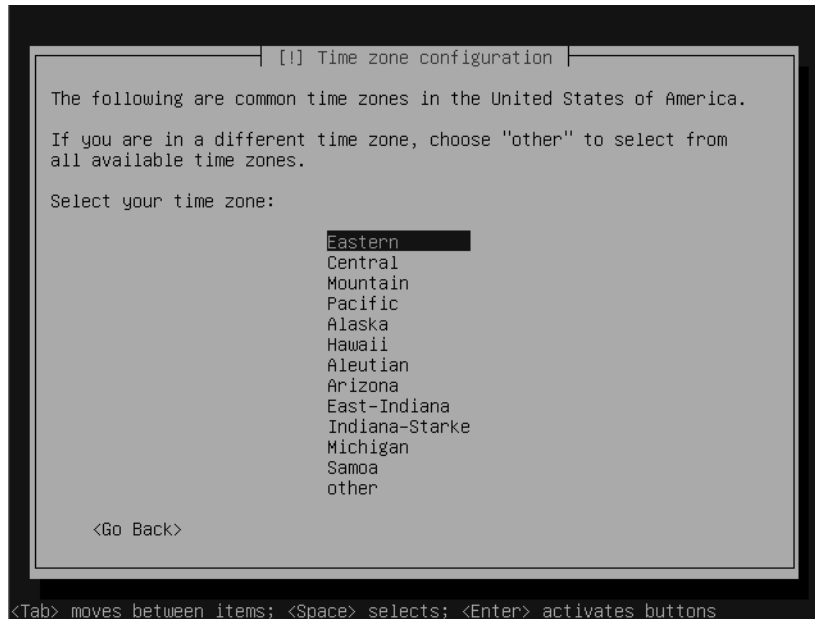 [!] Time zone configuration
The following are common time zones in the United States of America.
If you are in a different time zone, choose "other" to select from
all available time zones.
Select your time zone:
Eastern
Central
Mountain
Pacific
Alaska
Hawaii
Aleutian
Arizona
East-Indiana
Indiana-Starke
Michigan
Samoa
other
<Go Back>
<Tab> moves between items; <Space> selects; <Enter> activates buttons